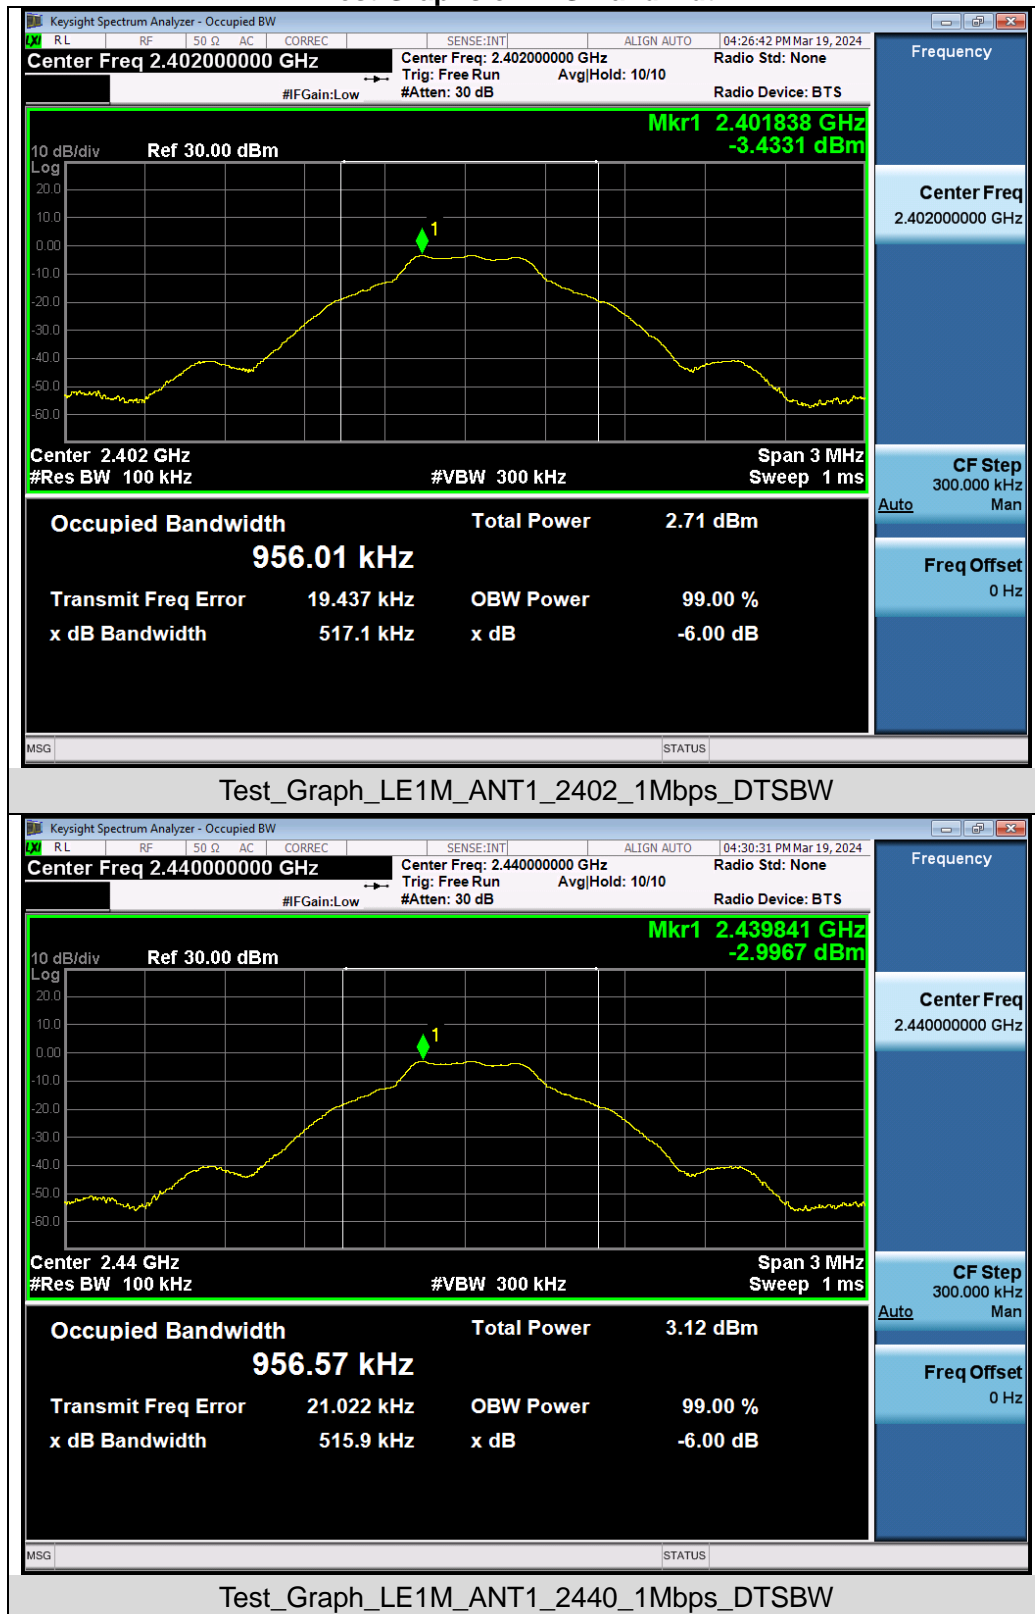 Keysight Spectrum Analyzer - Occupied BW
LXI RL RF 50 Ω AC CORREC SENSE:INT ALIGN AUTO 04:26:42 PM Mar 19, 2024
Center Freq 2.402000000 GHz
Center Freq: 2.402000000 GHz
Radio Std: None
Trig: Free Run Avg|Hold: 10/10
#IFGain:Low #Atten: 30 dB Radio Device: BTS
Mkr1 2.401838 GHz
-3.4331 dBm
10 dB/div Ref 30.00 dBm
Log
20.0
10.0
0.00
-10.0
-20.0
-30.0
-40.0
-50.0
-60.0
1
Center 2.402 GHz Span 3 MHz
#Res BW 100 kHz #VBW 300 kHz Sweep 1 ms
Occupied Bandwidth Total Power 2.71 dBm
956.01 kHz
Transmit Freq Error 19.437 kHz OBW Power 99.00 %
x dB Bandwidth 517.1 kHz x dB -6.00 dB
MSG STATUS
Frequency
Center Freq
2.402000000 GHz
CF Step
300.000 kHz
Auto Man
Freq Offset
0 Hz
Test_Graph_LE1M_ANT1_2402_1Mbps_DTSBW
Keysight Spectrum Analyzer - Occupied BW
LXI RL RF 50 Ω AC CORREC SENSE:INT ALIGN AUTO 04:30:31 PM Mar 19, 2024
Center Freq 2.440000000 GHz
Center Freq: 2.440000000 GHz
Radio Std: None
Trig: Free Run Avg|Hold: 10/10
#IFGain:Low #Atten: 30 dB Radio Device: BTS
Mkr1 2.439841 GHz
-2.9967 dBm
10 dB/div Ref 30.00 dBm
Log
20.0
10.0
0.00
-10.0
-20.0
-30.0
-40.0
-50.0
-60.0
1
Center 2.44 GHz Span 3 MHz
#Res BW 100 kHz #VBW 300 kHz Sweep 1 ms
Occupied Bandwidth Total Power 3.12 dBm
956.57 kHz
Transmit Freq Error 21.022 kHz OBW Power 99.00 %
x dB Bandwidth 515.9 kHz x dB -6.00 dB
MSG STATUS
Frequency
Center Freq
2.440000000 GHz
CF Step
300.000 kHz
Auto Man
Freq Offset
0 Hz
Test_Graph_LE1M_ANT1_2440_1Mbps_DTSBW